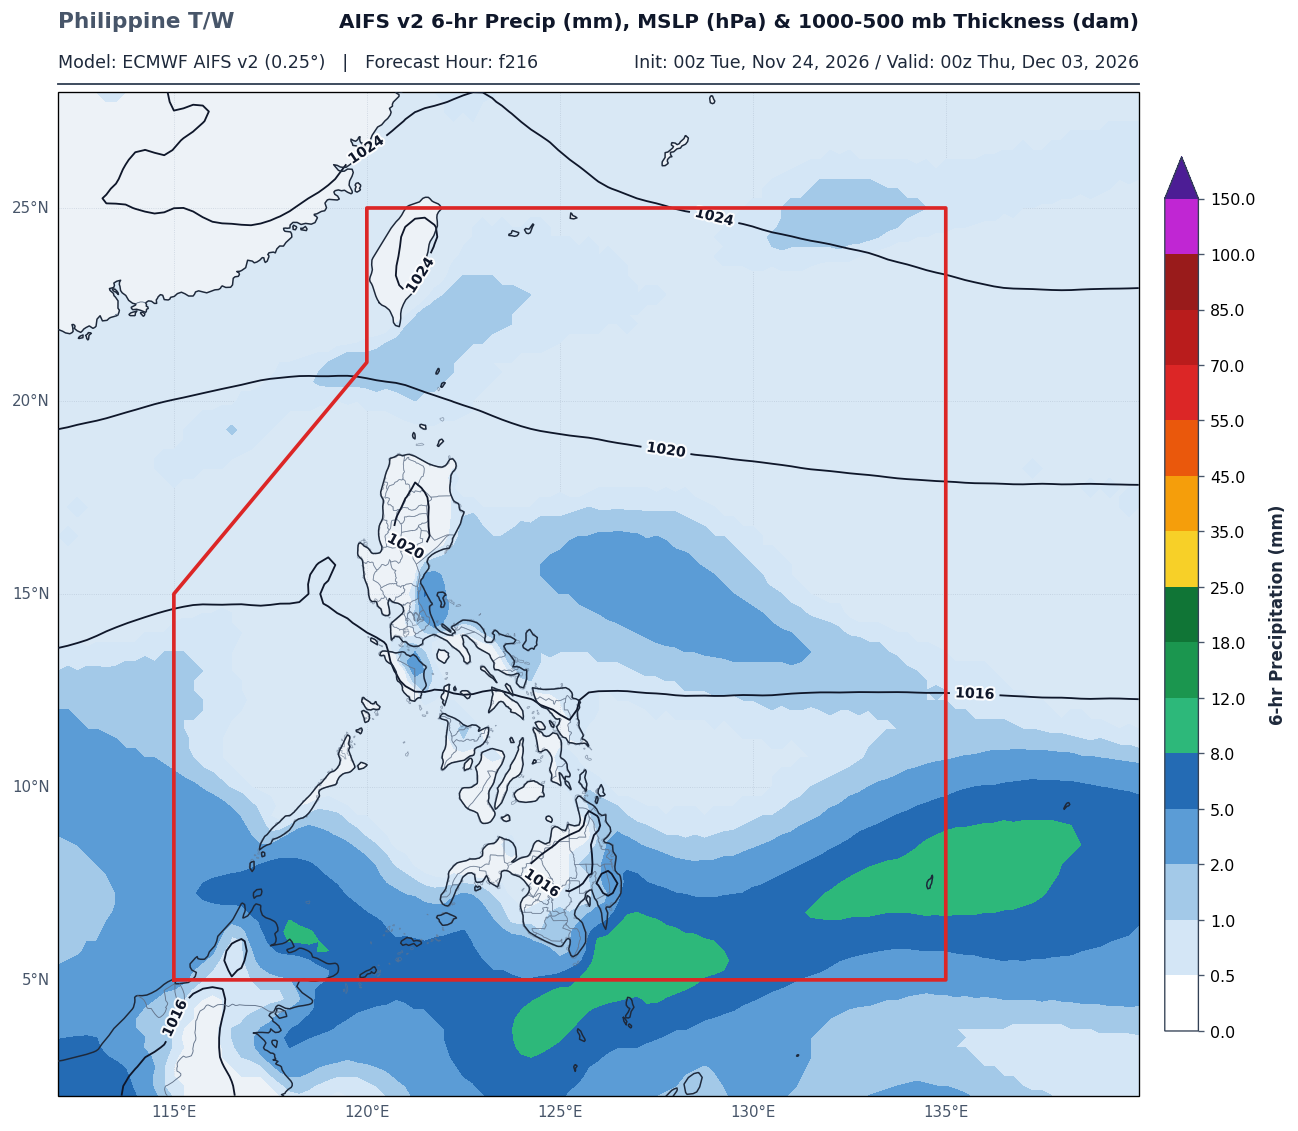 Philippine T/W
AIFS v2 6-hr Precip (mm), MSLP (hPa) & 1000-500 mb Thickness (dam)
Model: ECMWF AIFS v2 (0.25°) | Forecast Hour: f216
Init: 00z Tue, Nov 24, 2026 / Valid: 00z Thu, Dec 03, 2026
1024
1024
1024
1020
1020
1016
1016
1016
25°N
20°N
15°N
10°N
5°N
115°E
120°E
125°E
130°E
135°E
150.0
100.0
85.0
70.0
55.0
45.0
35.0
25.0
18.0
12.0
8.0
5.0
2.0
1.0
0.5
0.0
6-hr Precipitation (mm)